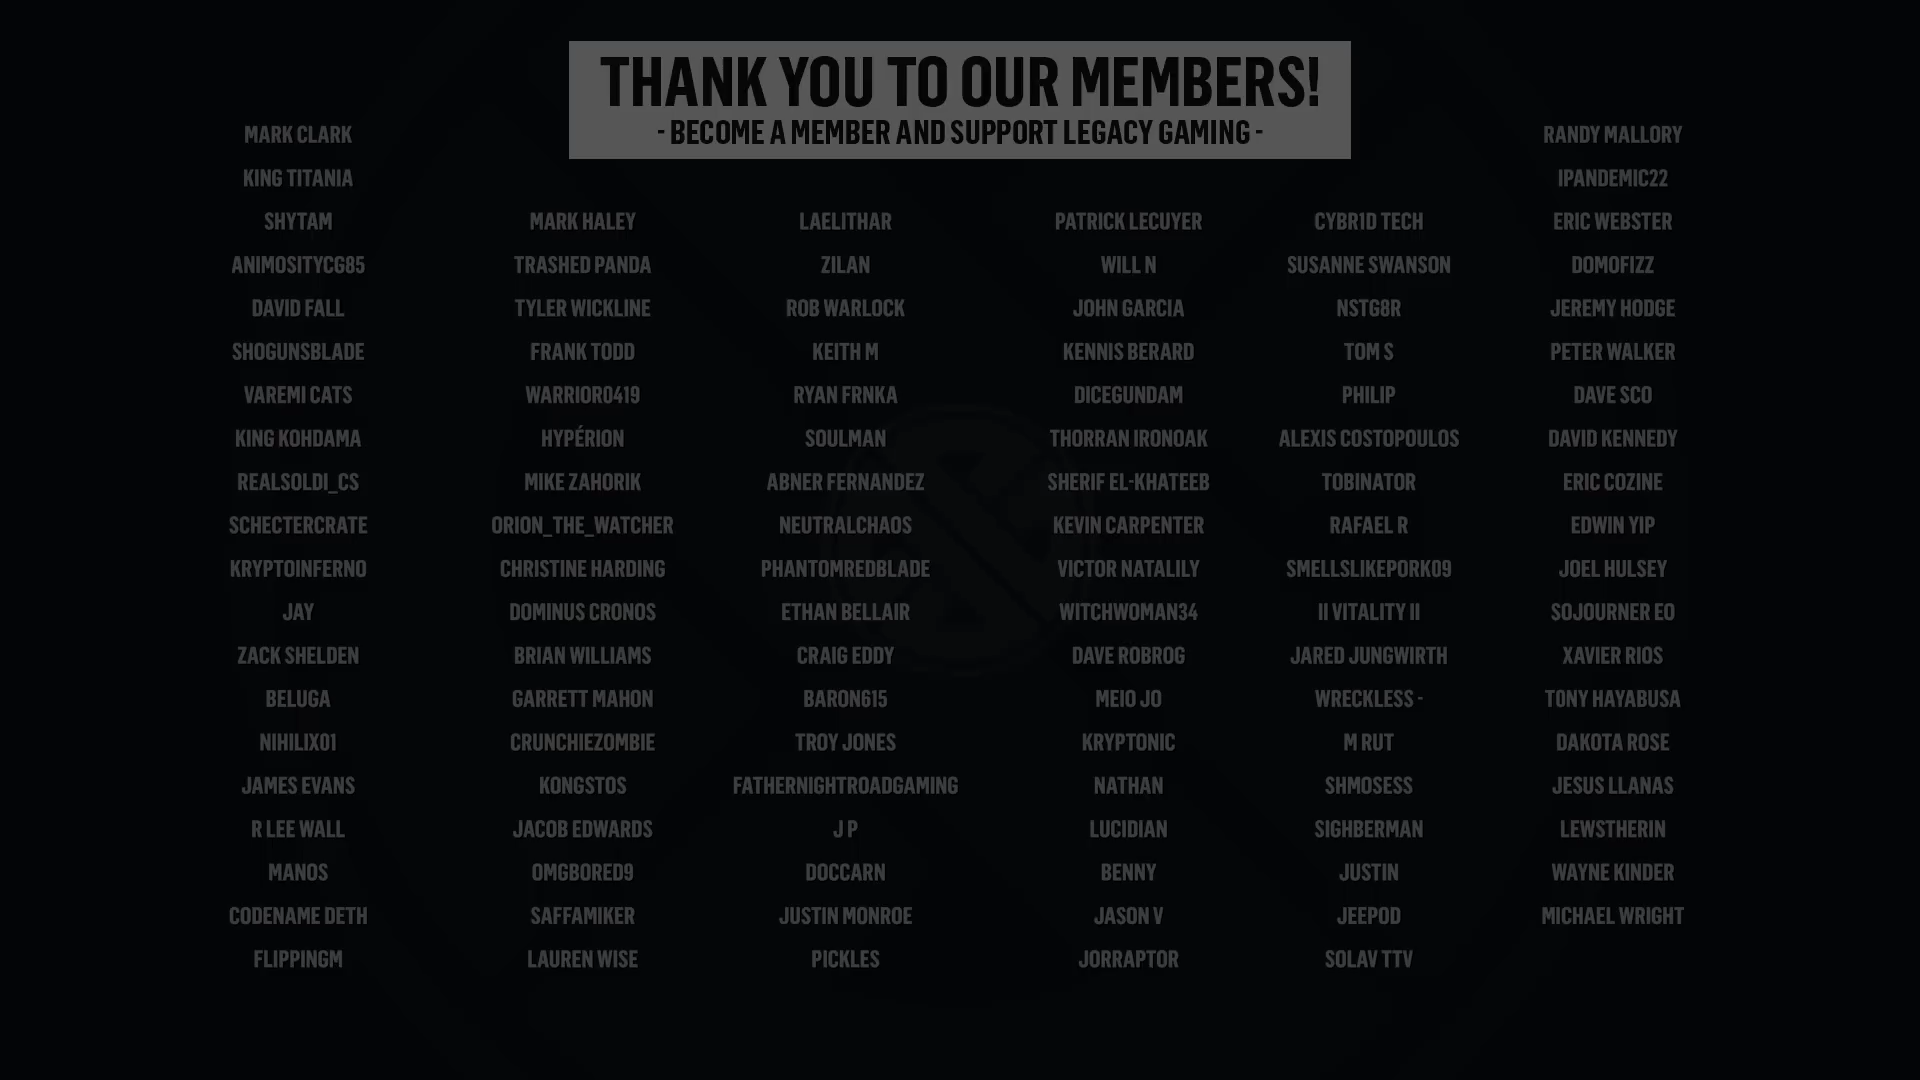 THANK YOU TO OUR MEMBERS!
- BECOME A MEMBER AND SUPPORT LEGACY GAMING -
MARK CLARK
KING TITANIA
SHYTAM
ANIMOSITYCG85
DAVID FALL
SHOGUNSBLADE
VAREMI CATS
KING KOHDAMA
REALSOLDI_CS
SCHECTERCRATE
KRYPTOINFERNO
JAY
ZACK SHELDEN
BELUGA
NIHILIX01
JAMES EVANS
R LEE WALL
MANOS
CODENAME DETH
FLIPPINGM
MARK HALEY
TRASHED PANDA
TYLER WICKLINE
FRANK TODD
WARRIOR0419
HYPÉRION
MIKE ZAHORIK
ORION_THE_WATCHER
CHRISTINE HARDING
DOMINUS CRONOS
BRIAN WILLIAMS
GARRETT MAHON
CRUNCHIEZOMBIE
KONGSTOS
JACOB EDWARDS
OMGBORED9
SAFFAMIKER
LAUREN WISE
LAELITHAR
ZILAN
ROB WARLOCK
KEITH M
RYAN FRNKA
SOULMAN
ABNER FERNANDEZ
NEUTRALCHAOS
PHANTOMREDBLADE
ETHAN BELLAIR
CRAIG EDDY
BARON615
TROY JONES
FATHERNIGHTROADGAMING
J P
DOCCARN
JUSTIN MONROE
PICKLES
PATRICK LECUYER
WILL N
JOHN GARCIA
KENNIS BERARD
DICEGUNDAM
THORRAN IRONOAK
SHERIF EL-KHATEEB
KEVIN CARPENTER
VICTOR NATALILY
WITCHWOMAN34
DAVE ROBROG
MEIO JO
KRYPTONIC
NATHAN
LUCIDIAN
BENNY
JASON V
JORRAPTOR
CYBR1D TECH
SUSANNE SWANSON
NSTG8R
TOM S
PHILIP
ALEXIS COSTOPOULOS
TOBINATOR
RAFAEL R
SMELLSLIKEPORK09
II VITALITY II
JARED JUNGWIRTH
WRECKLESS -
M RUT
SHMOSESS
SIGHBERMAN
JUSTIN
JEEPOD
SOLAV TTV
RANDY MALLORY
IPANDEMIC22
ERIC WEBSTER
DOMOFIZZ
JEREMY HODGE
PETER WALKER
DAVE SCO
DAVID KENNEDY
ERIC COZINE
EDWIN YIP
JOEL HULSEY
SOJOURNER EO
XAVIER RIOS
TONY HAYABUSA
DAKOTA ROSE
JESUS LLANAS
LEWSTHERIN
WAYNE KINDER
MICHAEL WRIGHT